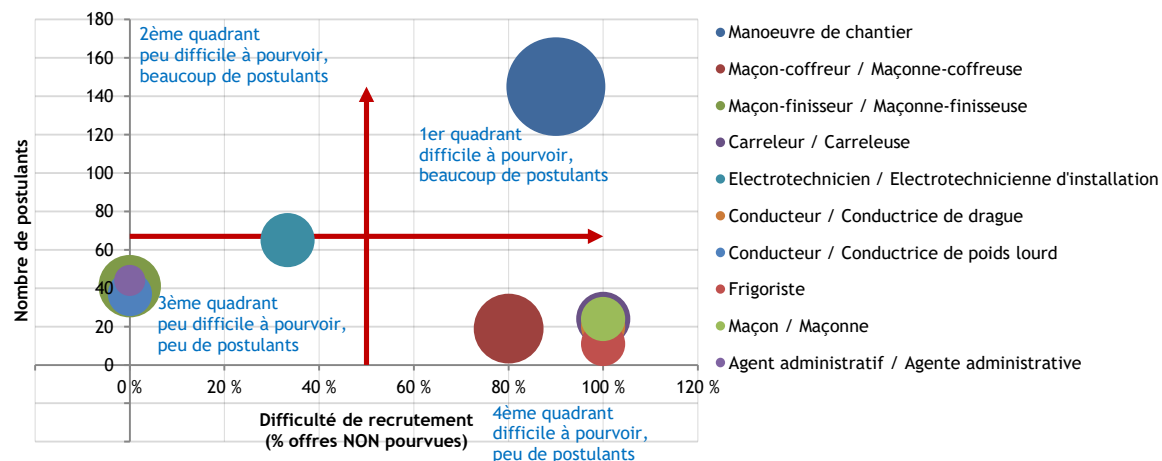 180
160
140
120
100
80
60
40
20
0
Nombre de postulants
2ème quadrant
peu difficile à pourvoir,
beaucoup de postulants
1er quadrant
difficile à pourvoir,
beaucoup de postulants
3ème quadrant
peu difficile à pourvoir,
peu de postulants
0 %
20 %
40 %
60 %
80 %
100 %
120 %
Difficulté de recrutement
(% offres NON pourvues)
4ème quadrant
difficile à pourvoir,
peu de postulants
Manoeuvre de chantier
Maçon-coffreur / Maçonne-coffreuse
Maçon-finisseur / Maçonne-finisseuse
Carreleur / Carreleuse
Electrotechnicien / Electrotechnicienne d'installation
Conducteur / Conductrice de drague
Conducteur / Conductrice de poids lourd
Frigoriste
Maçon / Maçonne
Agent administratif / Agente administrative